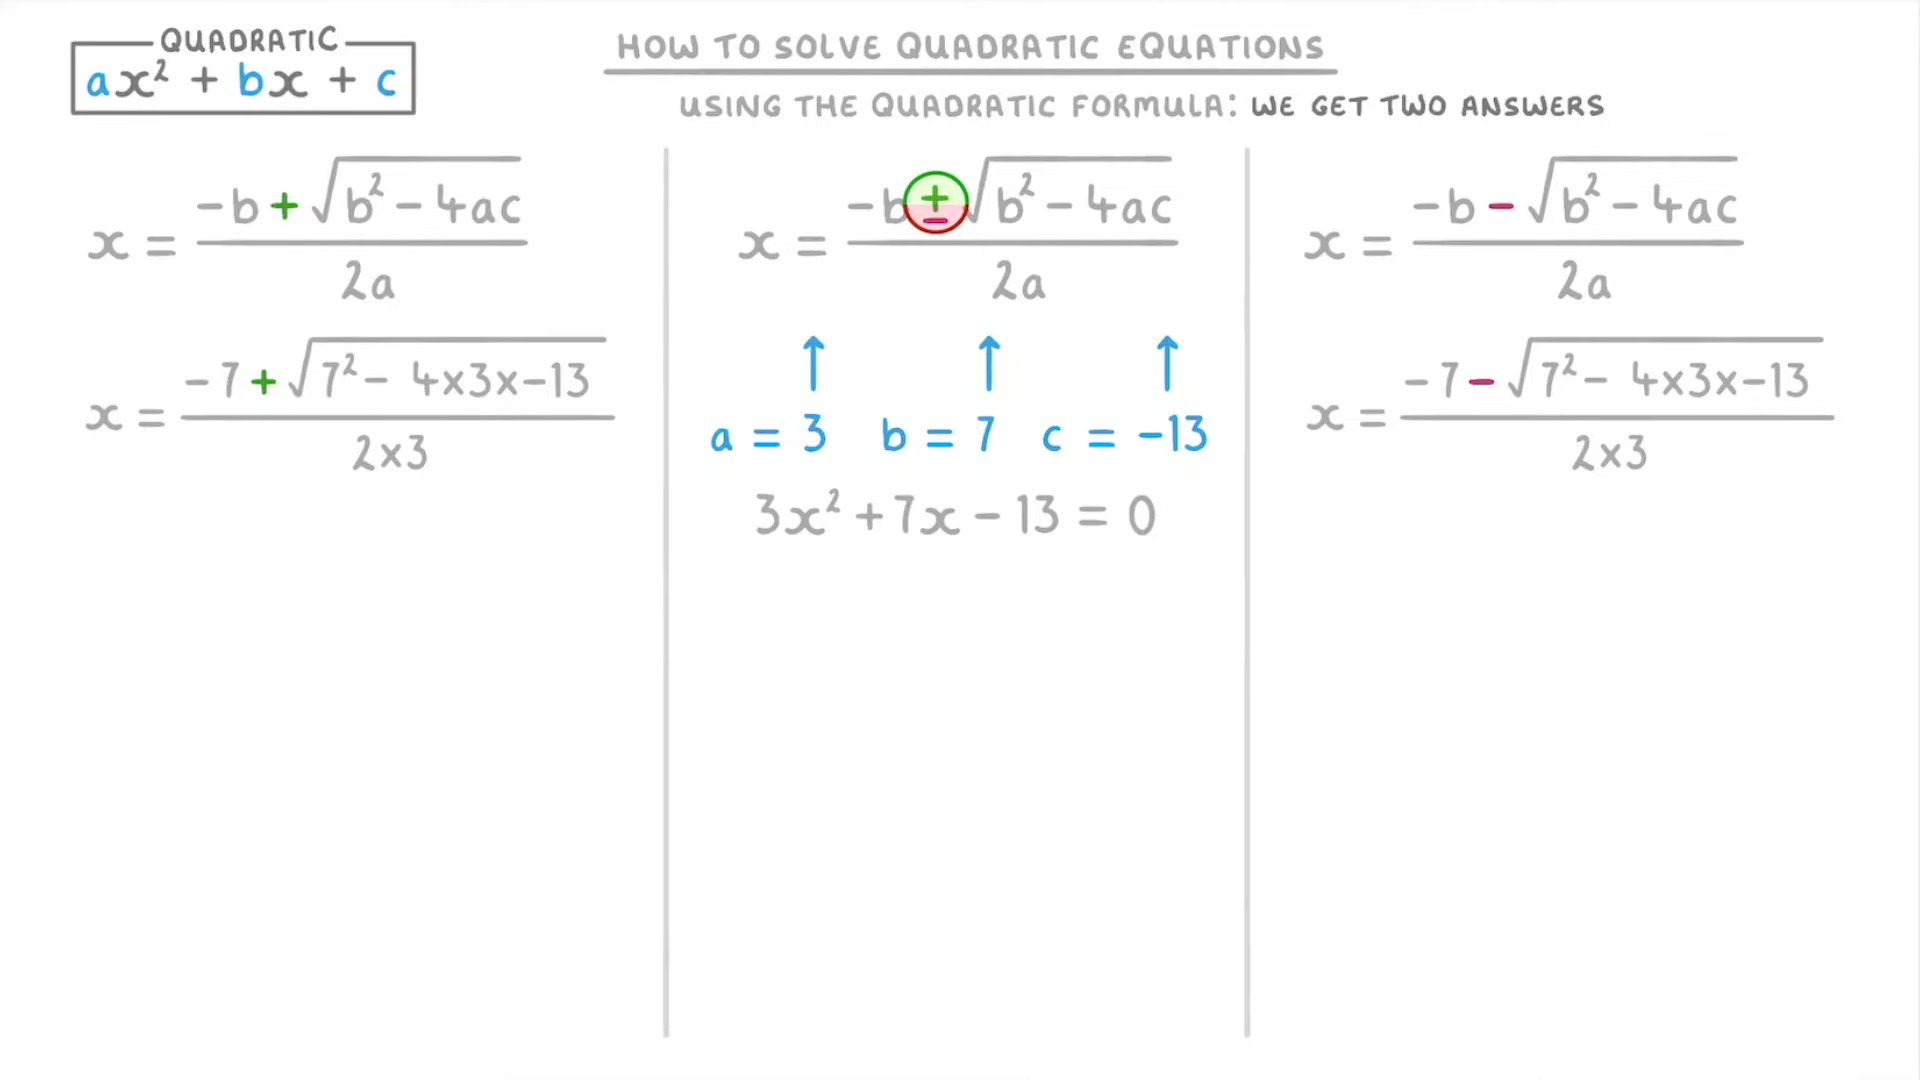 QUADRATIC
ax² + bx + c
HOW TO SOLVE QUADRATIC EQUATIONS
USING THE QUADRATIC FORMULA: WE GET TWO ANSWERS
x = (-b + √(b² - 4ac)) / 2a
x = (-7 + √(7² - 4x3x-13)) / 2x3
x = (-b ± √(b² - 4ac)) / 2a
↑ ↑ ↑
a = 3 b = 7 c = -13
3x² + 7x - 13 = 0
x = (-b - √(b² - 4ac)) / 2a
x = (-7 - √(7² - 4x3x-13)) / 2x3